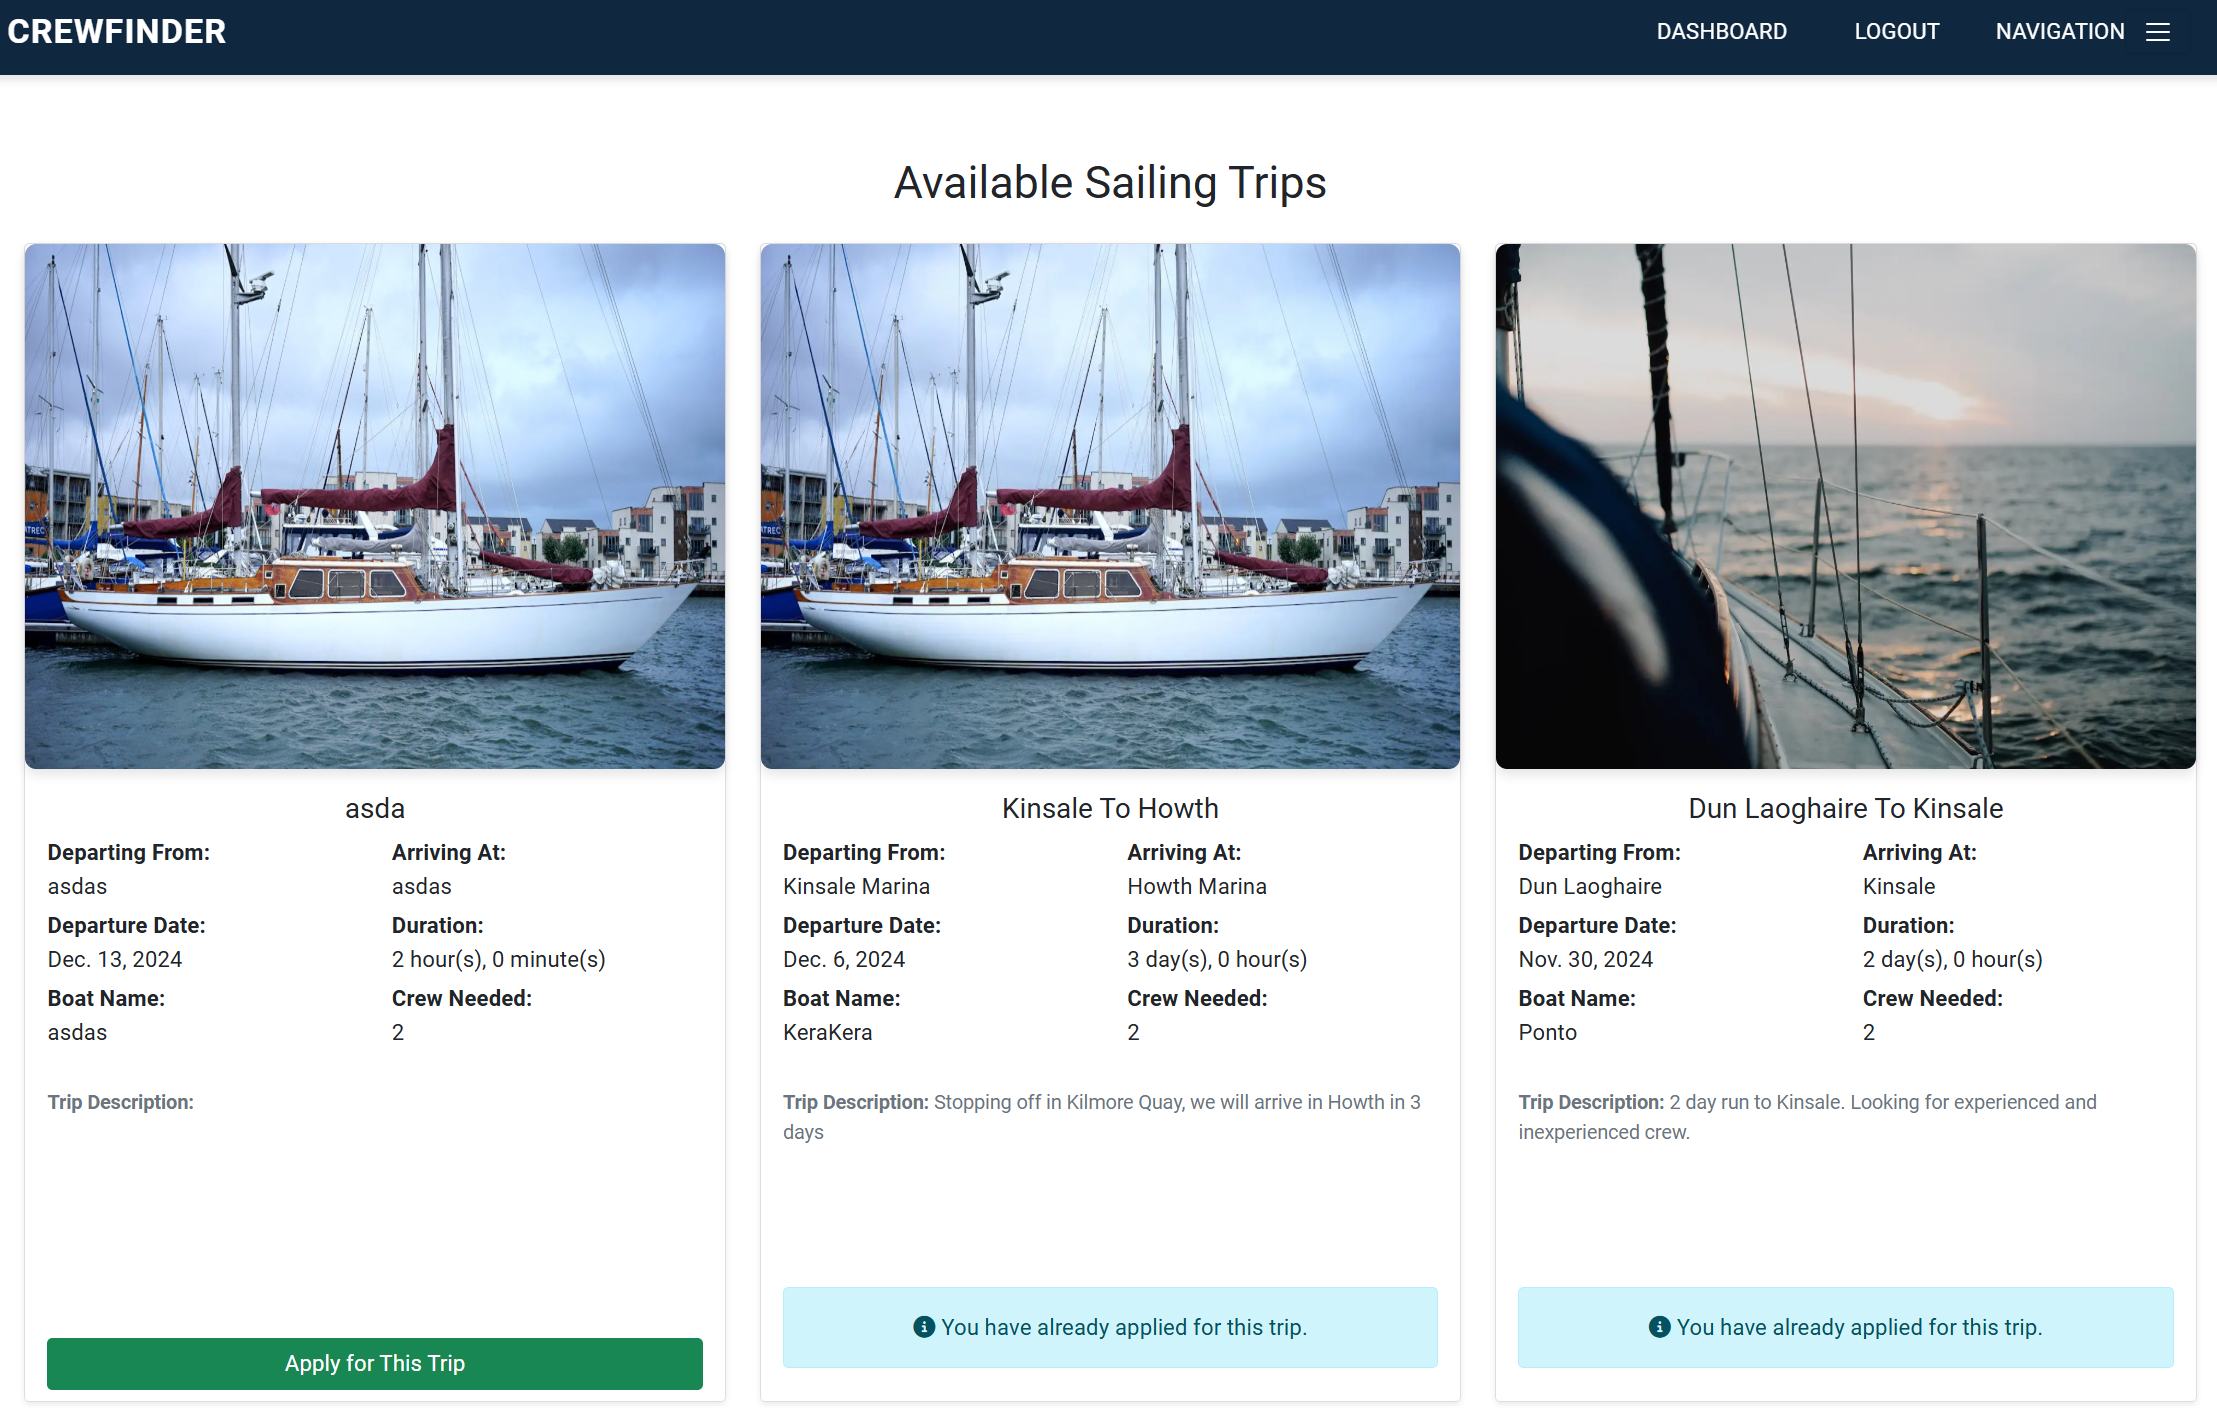 CREWFINDER
DASHBOARD LOGOUT NAVIGATION
Available Sailing Trips
asda
Departing From: Arriving At:
asdas asdas
Departure Date: Duration:
Dec. 13, 2024 2 hour(s), 0 minute(s)
Boat Name: Crew Needed:
asdas 2
Trip Description:
Apply for This Trip
Kinsale To Howth
Departing From: Arriving At:
Kinsale Marina Howth Marina
Departure Date: Duration:
Dec. 6, 2024 3 day(s), 0 hour(s)
Boat Name: Crew Needed:
KeraKera 2
Trip Description: Stopping off in Kilmore Quay, we will arrive in Howth in 3
days
You have already applied for this trip.
Dun Laoghaire To Kinsale
Departing From: Arriving At:
Dun Laoghaire Kinsale
Departure Date: Duration:
Nov. 30, 2024 2 day(s), 0 hour(s)
Boat Name: Crew Needed:
Ponto 2
Trip Description: 2 day run to Kinsale. Looking for experienced and
inexperienced crew.
You have already applied for this trip.